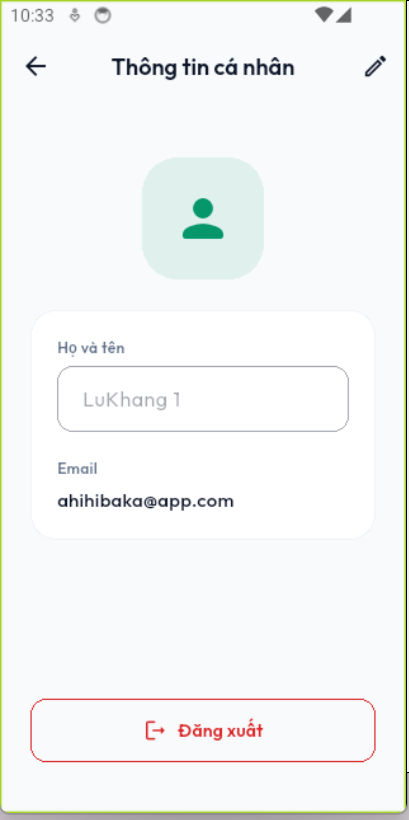 10:33
Thông tin cá nhân
Họ và tên
LuKhang 1
Email
ahihibaka@app.com
Đăng xuất